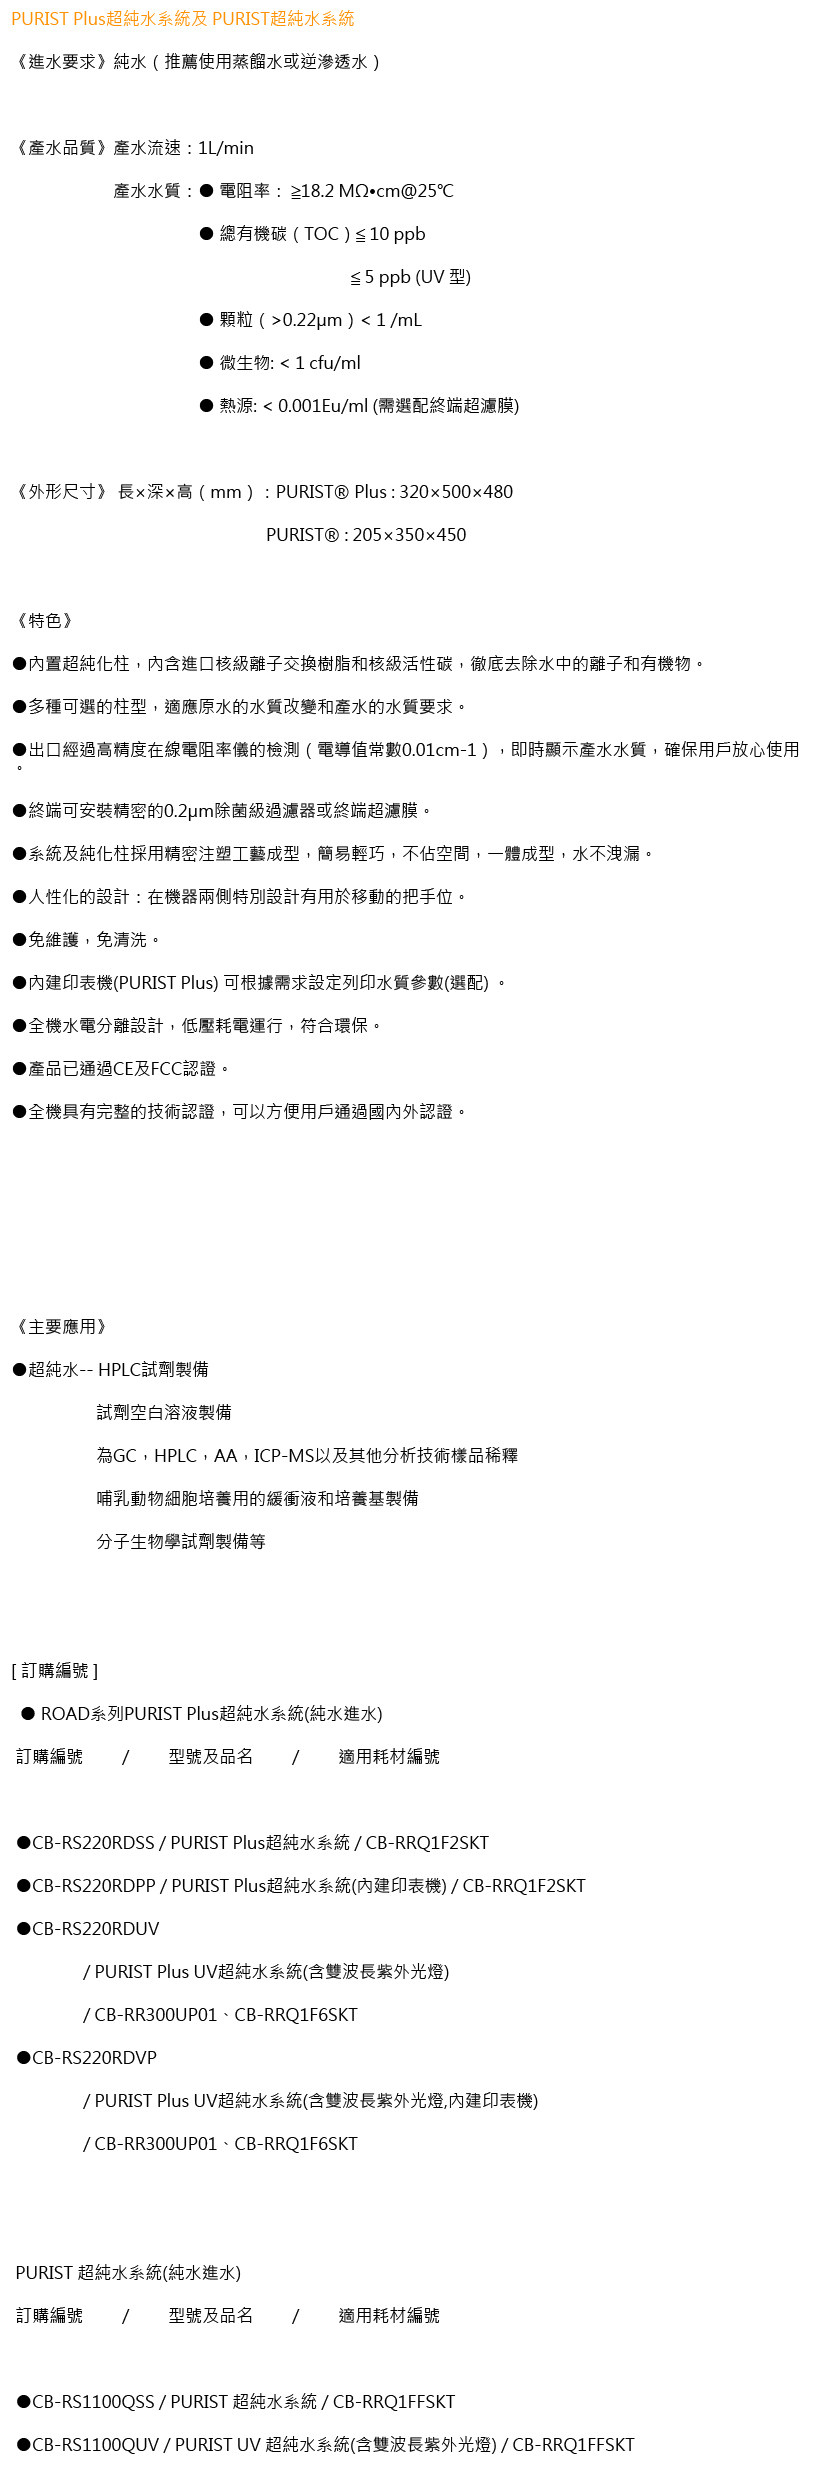 PURIST Plus超純水系統及 PURIST超純水系統
《進水要求》純水（推薦使用蒸餾水或逆滲透水）
《產水品質》產水流速：1L/min
產水水質：● 電阻率： ≧18.2 MΩ•cm@25℃
● 總有機碳（TOC）≦ 10 ppb
≦ 5 ppb (UV 型)
● 顆粒（>0.22μm）< 1 /mL
● 微生物: < 1 cfu/ml
● 熱源: < 0.001Eu/ml (需選配終端超濾膜)
《外形尺寸》 長×深×高（mm）：PURIST® Plus : 320×500×480
PURIST® : 205×350×450
《特色》
●內置超純化柱，內含進口核級離子交換樹脂和核級活性碳，徹底去除水中的離子和有機物。
●多種可選的柱型，適應原水的水質改變和產水的水質要求。
●出口經過高精度在線電阻率儀的檢測（電導值常數0.01cm-1），即時顯示產水水質，確保用戶放心使用
。
●終端可安裝精密的0.2μm除菌級過濾器或終端超濾膜。
●系統及純化柱採用精密注塑工藝成型，簡易輕巧，不佔空間，一體成型，水不洩漏。
●人性化的設計：在機器兩側特別設計有用於移動的把手位。
●免維護，免清洗。
●內建印表機(PURIST Plus) 可根據需求設定列印水質參數(選配) 。
●全機水電分離設計，低壓耗電運行，符合環保。
●產品已通過CE及FCC認證。
●全機具有完整的技術認證，可以方便用戶通過國內外認證。
《主要應用》
●超純水-- HPLC試劑製備
試劑空白溶液製備
為GC，HPLC，AA，ICP-MS以及其他分析技術樣品稀釋
哺乳動物細胞培養用的緩衝液和培養基製備
分子生物學試劑製備等
[ 訂購編號 ]
● ROAD系列PURIST Plus超純水系統(純水進水)
訂購編號 / 型號及品名 / 適用耗材編號
●CB-RS220RDSS / PURIST Plus超純水系統 / CB-RRQ1F2SKT
●CB-RS220RDPP / PURIST Plus超純水系統(內建印表機) / CB-RRQ1F2SKT
●CB-RS220RDUV
/ PURIST Plus UV超純水系統(含雙波長紫外光燈)
/ CB-RR300UP01、CB-RRQ1F6SKT
●CB-RS220RDVP
/ PURIST Plus UV超純水系統(含雙波長紫外光燈,內建印表機)
/ CB-RR300UP01、CB-RRQ1F6SKT
PURIST 超純水系統(純水進水)
訂購編號 / 型號及品名 / 適用耗材編號
●CB-RS1100QSS / PURIST 超純水系統 / CB-RRQ1FFSKT
●CB-RS1100QUV / PURIST UV 超純水系統(含雙波長紫外光燈) / CB-RRQ1FFSKT